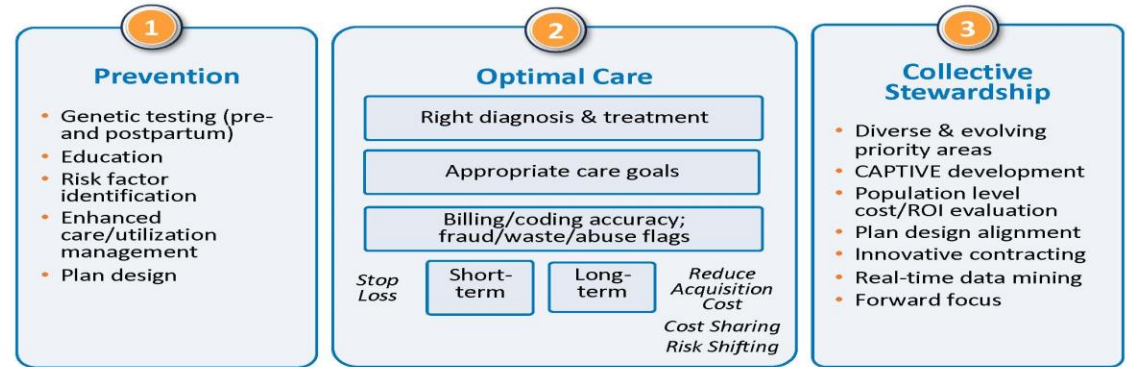 1
Prevention
• Genetic testing (pre-
and postpartum)
• Education
• Risk factor
identification
• Enhanced
care/utilization
management
• Plan design
2
Optimal Care
Right diagnosis & treatment
Appropriate care goals
Billing/coding accuracy;
fraud/waste/abuse flags
Stop
Loss
Short-
term
Long-
term
Reduce
Acquisition
Cost
Cost Sharing
Risk Shifting
3
Collective
Stewardship
• Diverse & evolving
priority areas
• CAPTIVE development
• Population level
cost/ROI evaluation
• Plan design alignment
• Innovative contracting
• Real-time data mining
• Forward focus